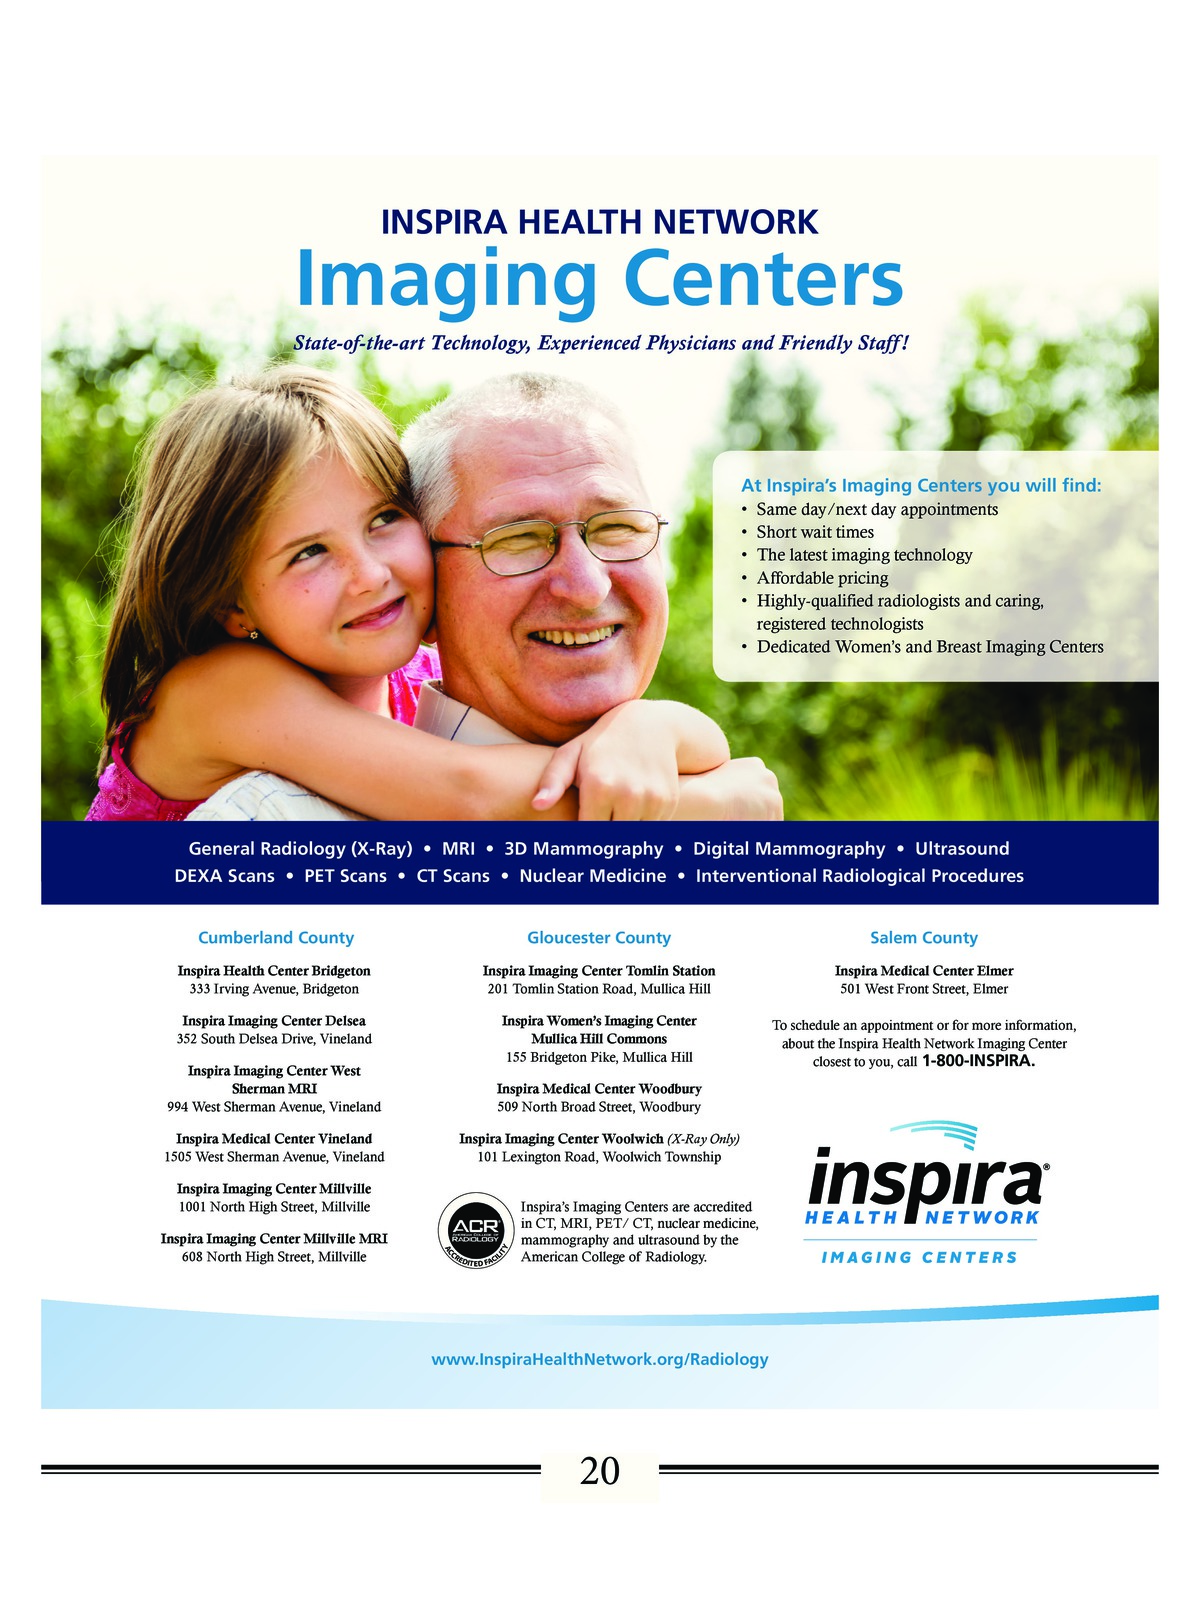 INSPIRA HEALTH NETWORK
Imaging Centers
State-of-the-art Technology, Experienced Physicians and Friendly Staff!
At Inspira’s Imaging Centers you will find:
• Same day/next day appointments
• Short wait times
• The latest imaging technology
• Affordable pricing
• Highly-qualified radiologists and caring,
registered technologists
• Dedicated Women’s and Breast Imaging Centers
General Radiology (X-Ray) • MRI • 3D Mammography • Digital Mammography • Ultrasound
DEXA Scans • PET Scans • CT Scans • Nuclear Medicine • Interventional Radiological Procedures
Cumberland County
Inspira Health Center Bridgeton
333 Irving Avenue, Bridgeton
Inspira Imaging Center Delsea
352 South Delsea Drive, Vineland
Inspira Imaging Center West
Sherman MRI
994 West Sherman Avenue, Vineland
Inspira Medical Center Vineland
1505 West Sherman Avenue, Vineland
Inspira Imaging Center Millville
1001 North High Street, Millville
Inspira Imaging Center Millville MRI
608 North High Street, Millville
Gloucester County
Inspira Imaging Center Tomlin Station
201 Tomlin Station Road, Mullica Hill
Inspira Women’s Imaging Center
Mullica Hill Commons
155 Bridgeton Pike, Mullica Hill
Inspira Medical Center Woodbury
509 North Broad Street, Woodbury
Inspira Imaging Center Woolwich (X-Ray Only)
101 Lexington Road, Woolwich Township
ACR
AMERICAN COLLEGE OF
RADIOLOGY
ACCREDITED FACILITY
Inspira’s Imaging Centers are accredited
in CT, MRI, PET/ CT, nuclear medicine,
mammography and ultrasound by the
American College of Radiology.
Salem County
Inspira Medical Center Elmer
501 West Front Street, Elmer
To schedule an appointment or for more information,
about the Inspira Health Network Imaging Center
closest to you, call 1-800-INSPIRA.
inspira®
HEALTH NETWORK
IMAGING CENTERS
www.InspiraHealthNetwork.org/Radiology
20